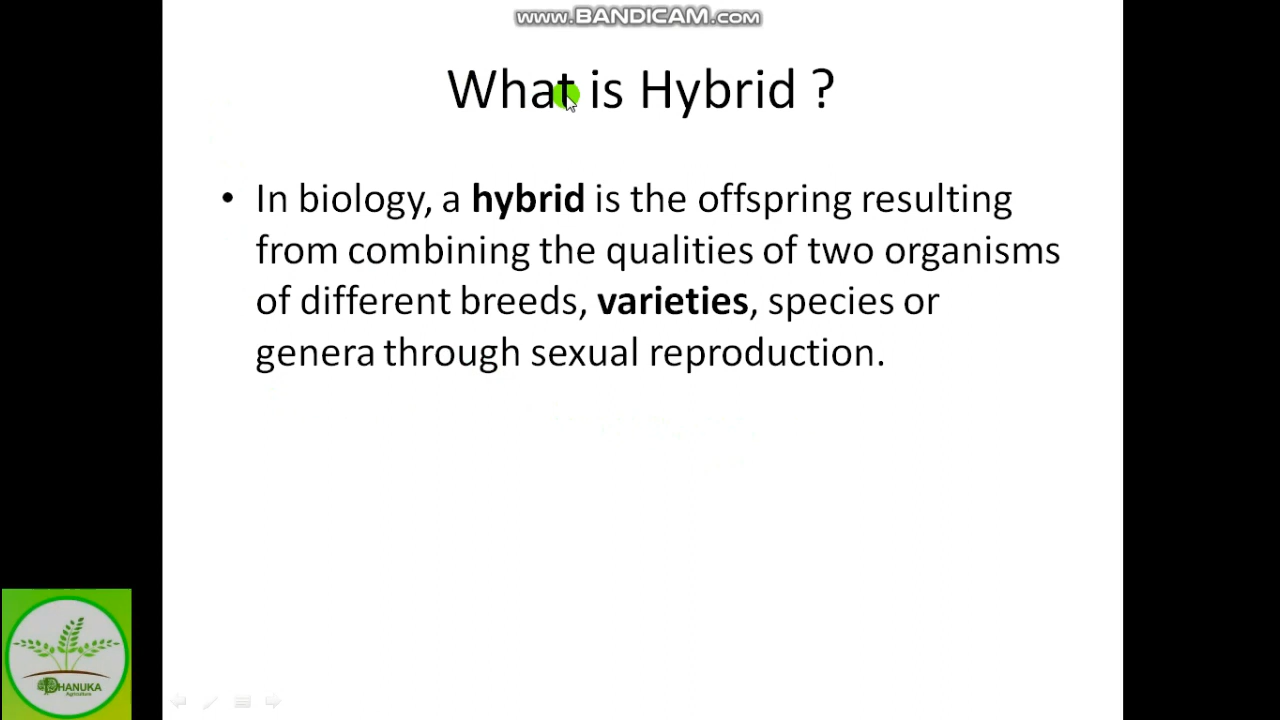 www.BANDICAM.com
What is Hybrid ?
• In biology, a hybrid is the offspring resulting
from combining the qualities of two organisms
of different breeds, varieties, species or
genera through sexual reproduction.
DHANUKA
Agriculture